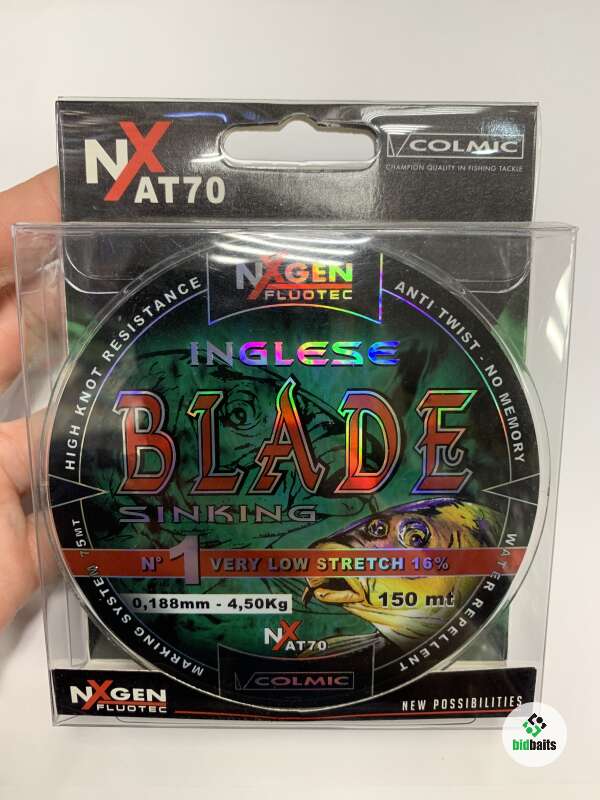 NX
AT70
COLMIC
CHAMPION QUALITY IN FISHING TACKLE
NXGEN
FLUOTEC
HIGH KNOT RESISTANCE
ANTI TWIST - NO MEMORY
INGLESE
BLADE
SINKING
N° 1 VERY LOW STRETCH 16%
0,188mm - 4,50Kg
150 mt
MARKING SYSTEM 75MT
WATER REPELLENT
NX AT70
COLMIC
NXGEN
FLUOTEC
NEW POSSIBILITIES
bidbaits